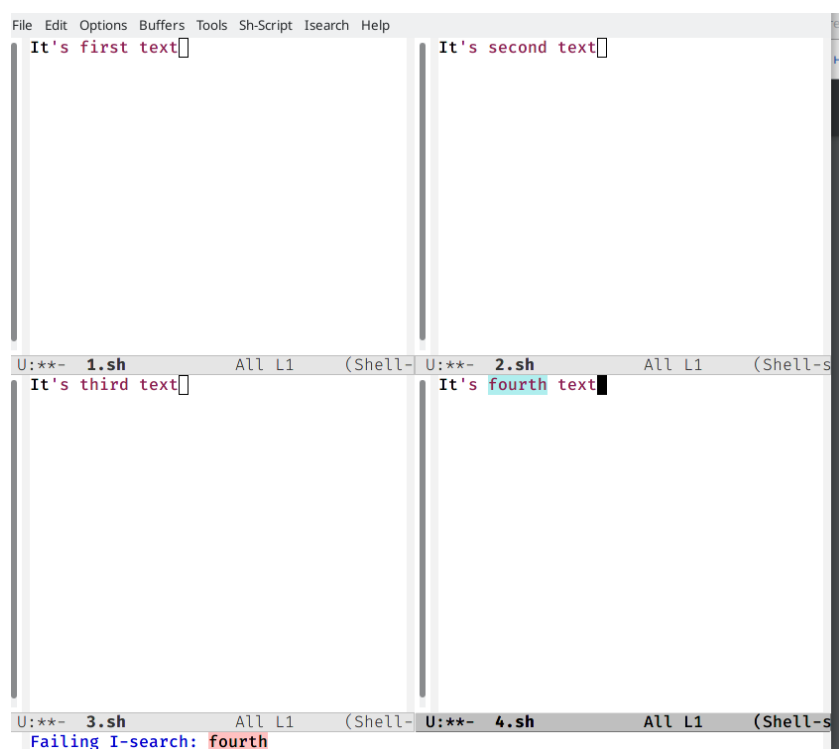 File Edit Options Buffers Tools Sh-Script Isearch Help
It's first text
It's second text
U:**-  1.sh          All L1     (Shell-
U:**-  2.sh          All L1     (Shell-s
It's third text
It's fourth text
U:**-  3.sh          All L1     (Shell-
U:**-  4.sh          All L1     (Shell-s
Failing I-search: fourth